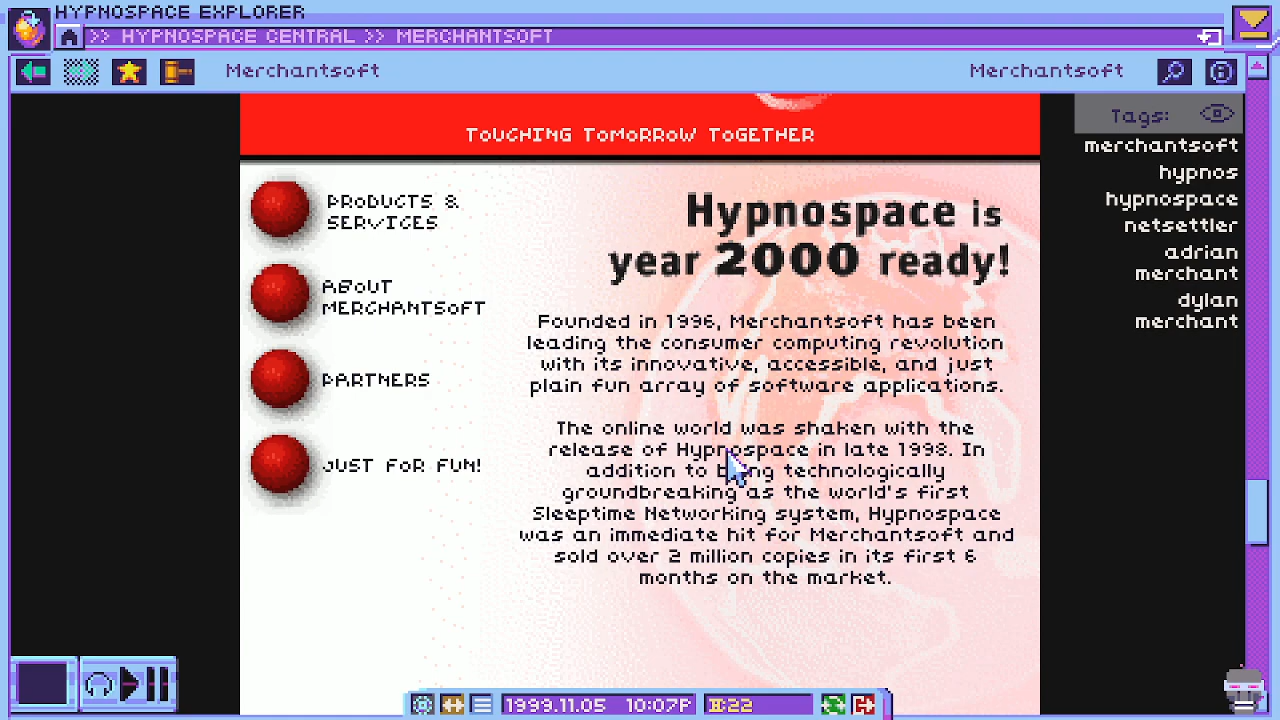 HYPNOSPACE EXPLORER
>> HYPNOSPACE CENTRAL >> MERCHANTSOFT
Merchantsoft
Merchantsoft
TOUCHING TOMORROW TOGETHER
PRODUCTS &
SERVICES
ABOUT
MERCHANTSOFT
PARTNERS
JUST FOR FUN!
Hypnospace is
year 2000 ready!
Founded in 1996, Merchantsoft has been
leading the consumer computing revolution
with its innovative, accessible, and just
plain fun array of software applications.
The online world was shaken with the
release of Hypnospace in late 1998. In
addition to being technologically
groundbreaking as the world's first
Sleeptime Networking system, Hypnospace
was an immediate hit for Merchantsoft and
sold over 2 million copies in its first 6
months on the market.
Tags:
merchantsoft
hypnos
hypnospace
netsettler
adrian
merchant
dylan
merchant
1999.11.05 10:07P